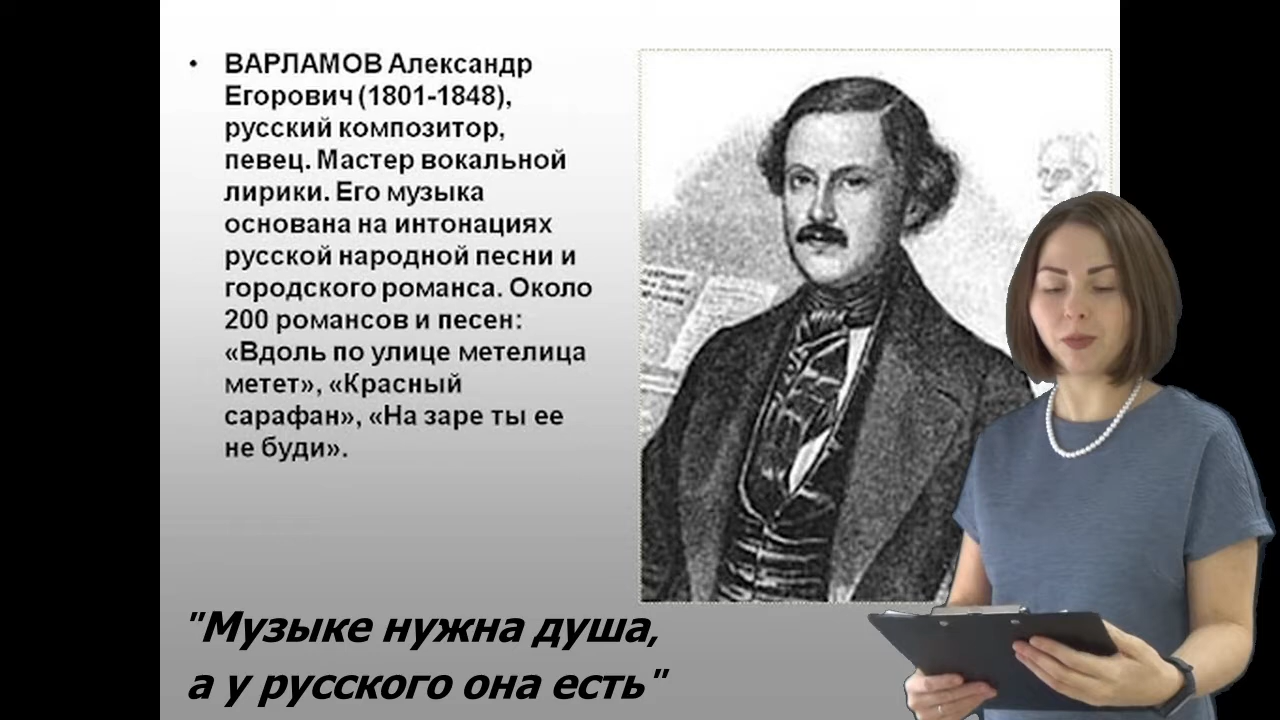 • ВАРЛАМОВ Александр
Егорович (1801-1848),
русский композитор,
певец. Мастер вокальной
лирики. Его музыка
основана на интонациях
русской народной песни и
городского романса. Около
200 романсов и песен:
«Вдоль по улице метелица
метет», «Красный
сарафан», «На заре ты ее
не буди».
"Музыке нужна душа,
а у русского она есть"